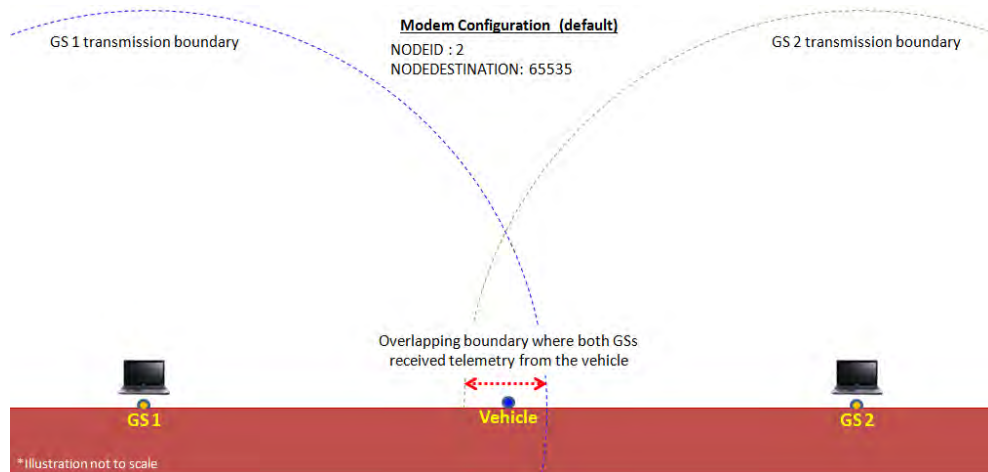 Modem Configuration (default)
GS 1 transmission boundary
NODEID : 2
NODEDESTINATION: 65535
GS 2 transmission boundary
Overlapping boundary where both GSs
received telemetry from the vehicle
GS 1
Vehicle
GS 2
*Illustration not to scale